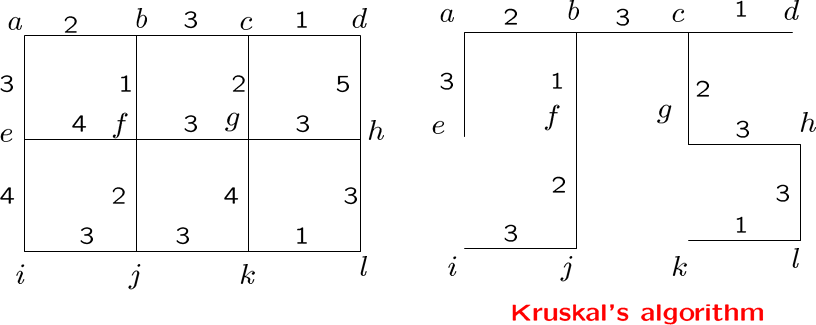 a 2 b 3 c 1 d
3 1 2 5
e 4 f 3 g 3 h
4 2 4 3
3 3 1
i j k l
a 2 b 3 c 1 d
3 1 2
e f g 3 h
2 3
3 1
i j k l
Kruskal's algorithm